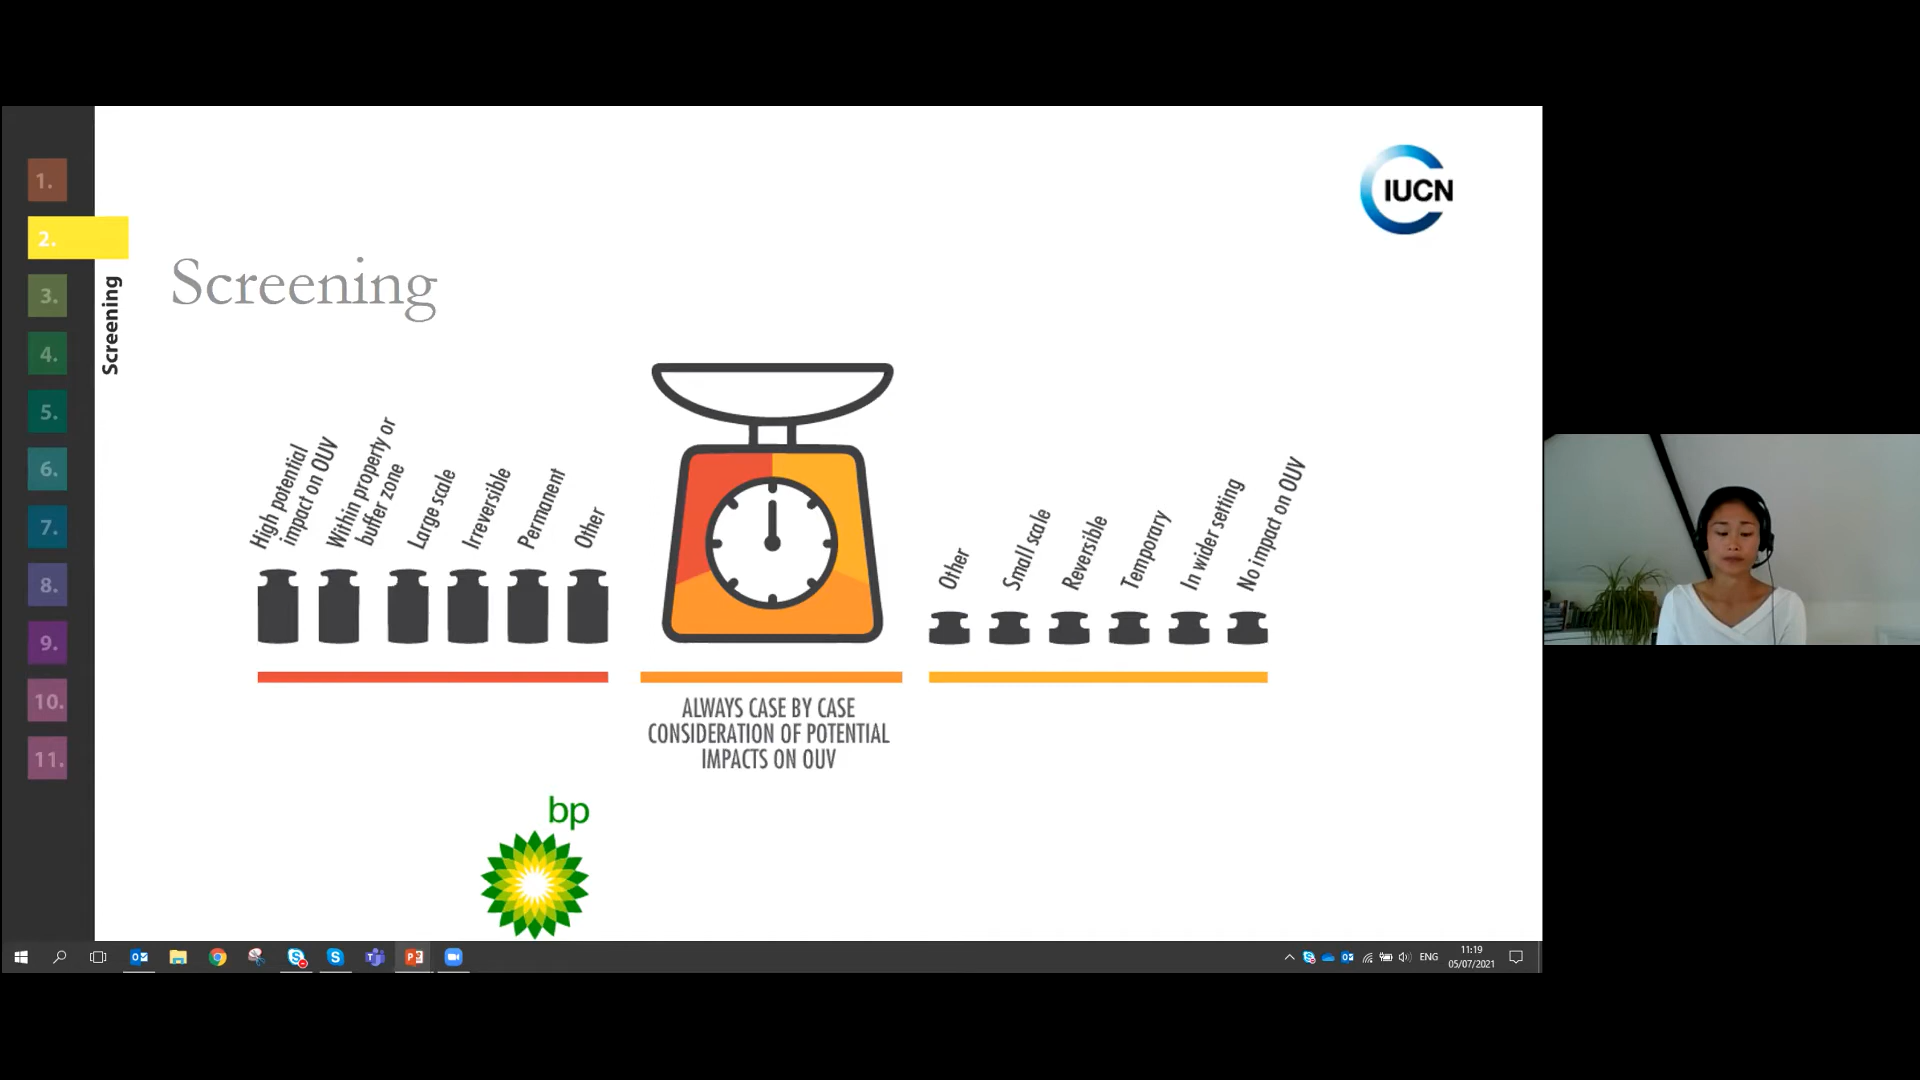 1.
2.
3.
4.
5.
6.
7.
8.
9.
10.
11.
Screening
IUCN
Screening
High potential
impact on OUV
Within property or
buffer zone
Large scale
Irreversible
Permanent
Other
Other
Small scale
Reversible
Temporary
In wider setting
No impact on OUV
ALWAYS CASE BY CASE
CONSIDERATION OF POTENTIAL
IMPACTS ON OUV
bp
ENG
11:19
05/07/2021